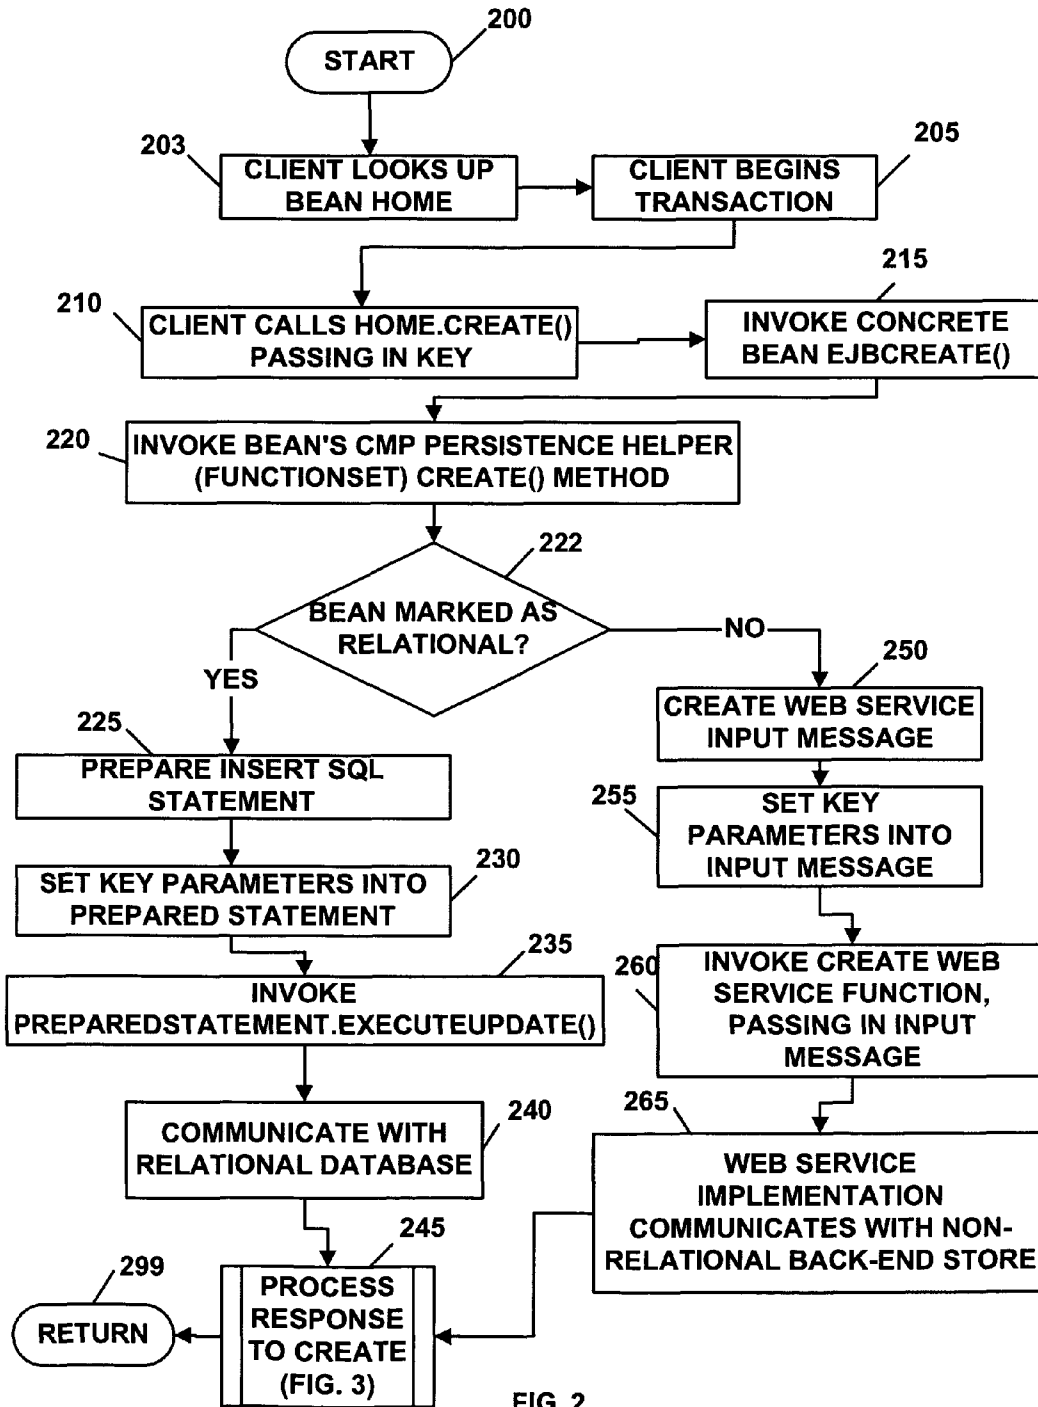 200
START
203
CLIENT LOOKS UP
BEAN HOME
205
CLIENT BEGINS
TRANSACTION
210
CLIENT CALLS HOME.CREATE()
PASSING IN KEY
215
INVOKE CONCRETE
BEAN EJBCREATE()
220
INVOKE BEAN'S CMP PERSISTENCE HELPER
(FUNCTIONSET) CREATE() METHOD
222
BEAN MARKED AS
RELATIONAL?
YES
NO
225
PREPARE INSERT SQL
STATEMENT
230
SET KEY PARAMETERS INTO
PREPARED STATEMENT
235
INVOKE
PREPAREDSTATEMENT.EXECUTEUPDATE()
240
COMMUNICATE WITH
RELATIONAL DATABASE
250
CREATE WEB SERVICE
INPUT MESSAGE
255
SET KEY
PARAMETERS INTO
INPUT MESSAGE
260
INVOKE CREATE WEB
SERVICE FUNCTION,
PASSING IN INPUT
MESSAGE
265
WEB SERVICE
IMPLEMENTATION
COMMUNICATES WITH NON-
RELATIONAL BACK-END STORE
245
PROCESS
RESPONSE
TO CREATE
(FIG. 3)
299
RETURN
FIG. 2